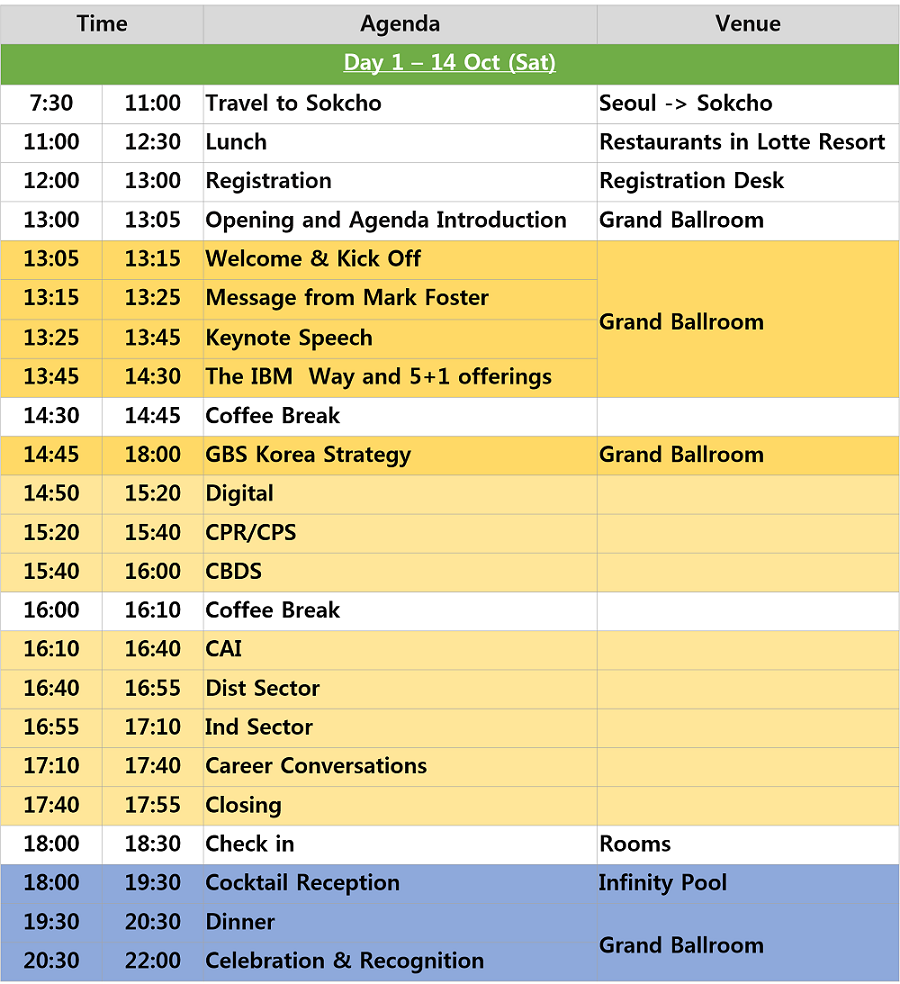 Time Agenda Venue
Day 1 – 14 Oct (Sat)
7:30 11:00 Travel to Sokcho Seoul -> Sokcho
11:00 12:30 Lunch Restaurants in Lotte Resort
12:00 13:00 Registration Registration Desk
13:00 13:05 Opening and Agenda Introduction Grand Ballroom
13:05 13:15 Welcome & Kick Off
13:15 13:25 Message from Mark Foster
Grand Ballroom
13:25 13:45 Keynote Speech
13:45 14:30 The IBM  Way and 5+1 offerings
14:30 14:45 Coffee Break
14:45 18:00 GBS Korea Strategy Grand Ballroom
14:50 15:20 Digital
15:20 15:40 CPR/CPS
15:40 16:00 CBDS
16:00 16:10 Coffee Break
16:10 16:40 CAI
16:40 16:55 Dist Sector
16:55 17:10 Ind Sector
17:10 17:40 Career Conversations
17:40 17:55 Closing
18:00 18:30 Check in Rooms
18:00 19:30 Cocktail Reception Infinity Pool
19:30 20:30 Dinner
Grand Ballroom
20:30 22:00 Celebration & Recognition